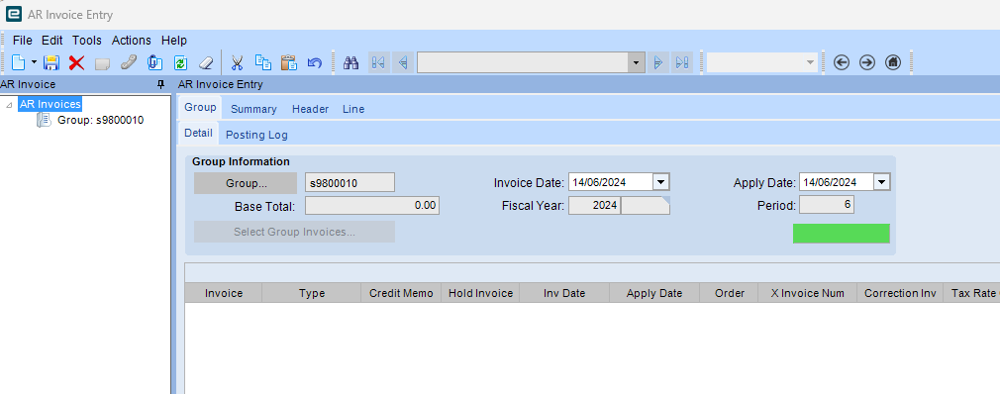 AR Invoice Entry
File Edit Tools Actions Help
AR Invoice
AR Invoice Entry
AR Invoices
Group: s9800010
Group Summary Header Line
Detail Posting Log
Group Information
Group... s9800010 Invoice Date: 14/06/2024 Apply Date: 14/06/2024
Base Total: 0.00 Fiscal Year: 2024 Period: 6
Select Group Invoices...
Invoice Type Credit Memo Hold Invoice Inv Date Apply Date Order X Invoice Num Correction Inv Tax Rate